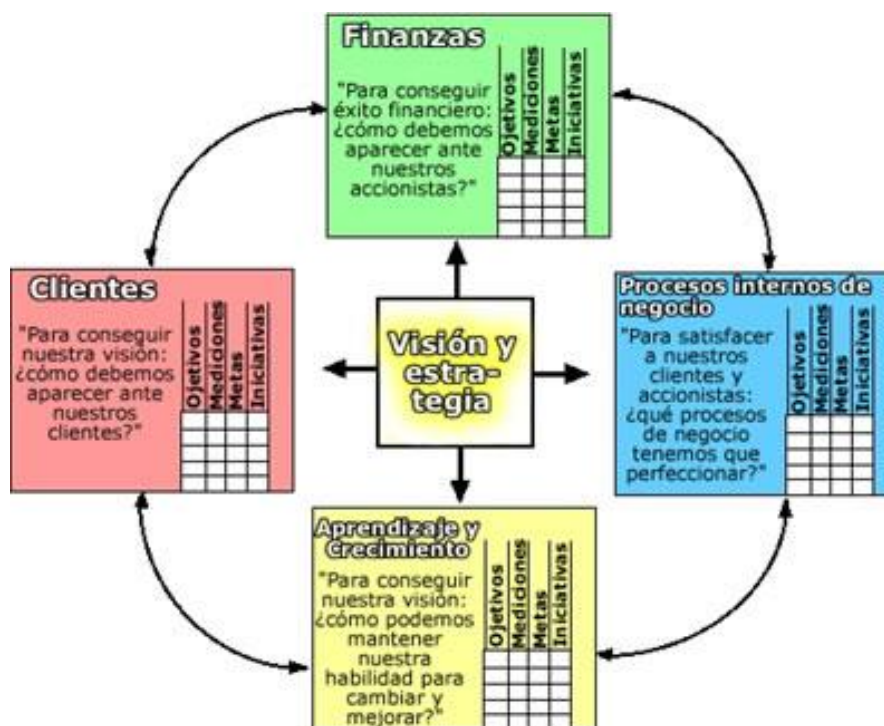 Finanzas
"Para conseguir
éxito financiero:
¿cómo debemos
aparecer ante
nuestros
accionistas?"
Ojetivos
Mediciones
Metas
Iniciativas
Clientes
"Para conseguir
nuestra visión:
¿cómo debemos
aparecer ante
nuestros
clientes?"
Ojetivos
Mediciones
Metas
Iniciativas
Visión y
estra-
tegia
Procesos internos de
negocio
"Para satisfacer
a nuestros
clientes y
accionistas:
¿qué procesos
de negocio
tenemos que
perfeccionar?"
Ojetivos
Mediciones
Metas
Iniciativas
Aprendizaje y
Crecimiento
"Para conseguir
nuestra visión:
¿cómo podemos
mantener
nuestra
habilidad para
cambiar y
mejorar?"
Ojetivos
Mediciones
Metas
Iniciativas